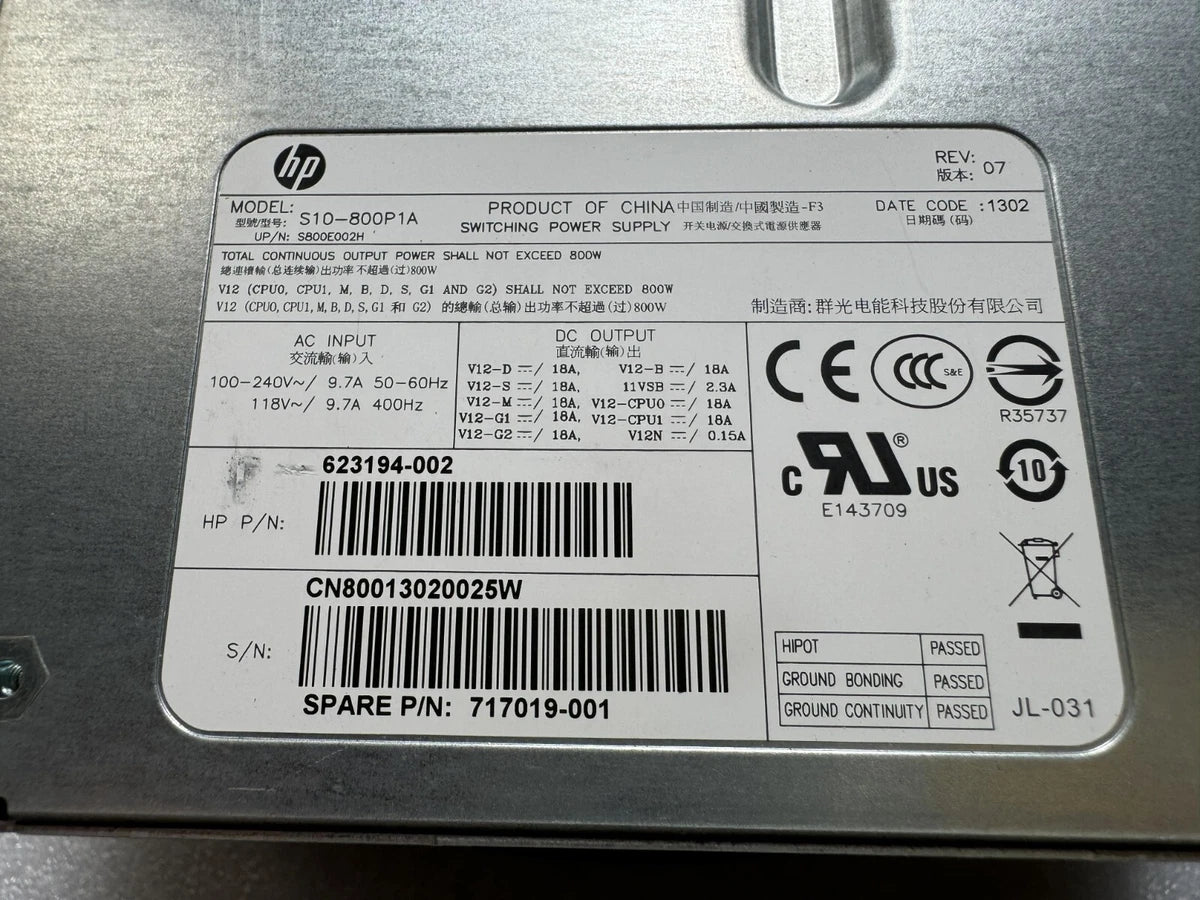 hp
REV:
版本: 07
MODEL:
型號/型号: S10-800P1A
UP/N: S800E002H
PRODUCT OF CHINA 中国制造/中國製造-F3
SWITCHING POWER SUPPLY 开关电源/交換式電源供應器
DATE CODE :1302
日期碼(码)
TOTAL CONTINUOUS OUTPUT POWER SHALL NOT EXCEED 800W
總連續輸(总连续输)出功率不超過(过)800W
V12 (CPU0, CPU1, M, B, D, S, G1 AND G2) SHALL NOT EXCEED 800W
V12 (CPU0, CPU1, M, B, D, S, G1 和 G2) 的總輸(总输)出功率不超過(过)800W
制造商: 群光电能科技股份有限公司
AC INPUT
交流輸(输)入
100-240V~/ 9.7A 50-60Hz
118V~/ 9.7A 400Hz
DC OUTPUT
直流輸(输)出
V12-D ⎓/ 18A, V12-B ⎓/ 18A
V12-S ⎓/ 18A, 11VSB ⎓/ 2.3A
V12-M ⎓/ 18A, V12-CPU0 ⎓/ 18A
V12-G1 ⎓/ 18A, V12-CPU1 ⎓/ 18A
V12-G2 ⎓/ 18A, V12N ⎓/ 0.15A
CE
CCC S&E
R35737
c RU ® US
E143709
10
623194-002
HP P/N:
CN80013020025W
S/N:
SPARE P/N: 717019-001
HIPOT PASSED
GROUND BONDING PASSED
GROUND CONTINUITY PASSED
JL-031